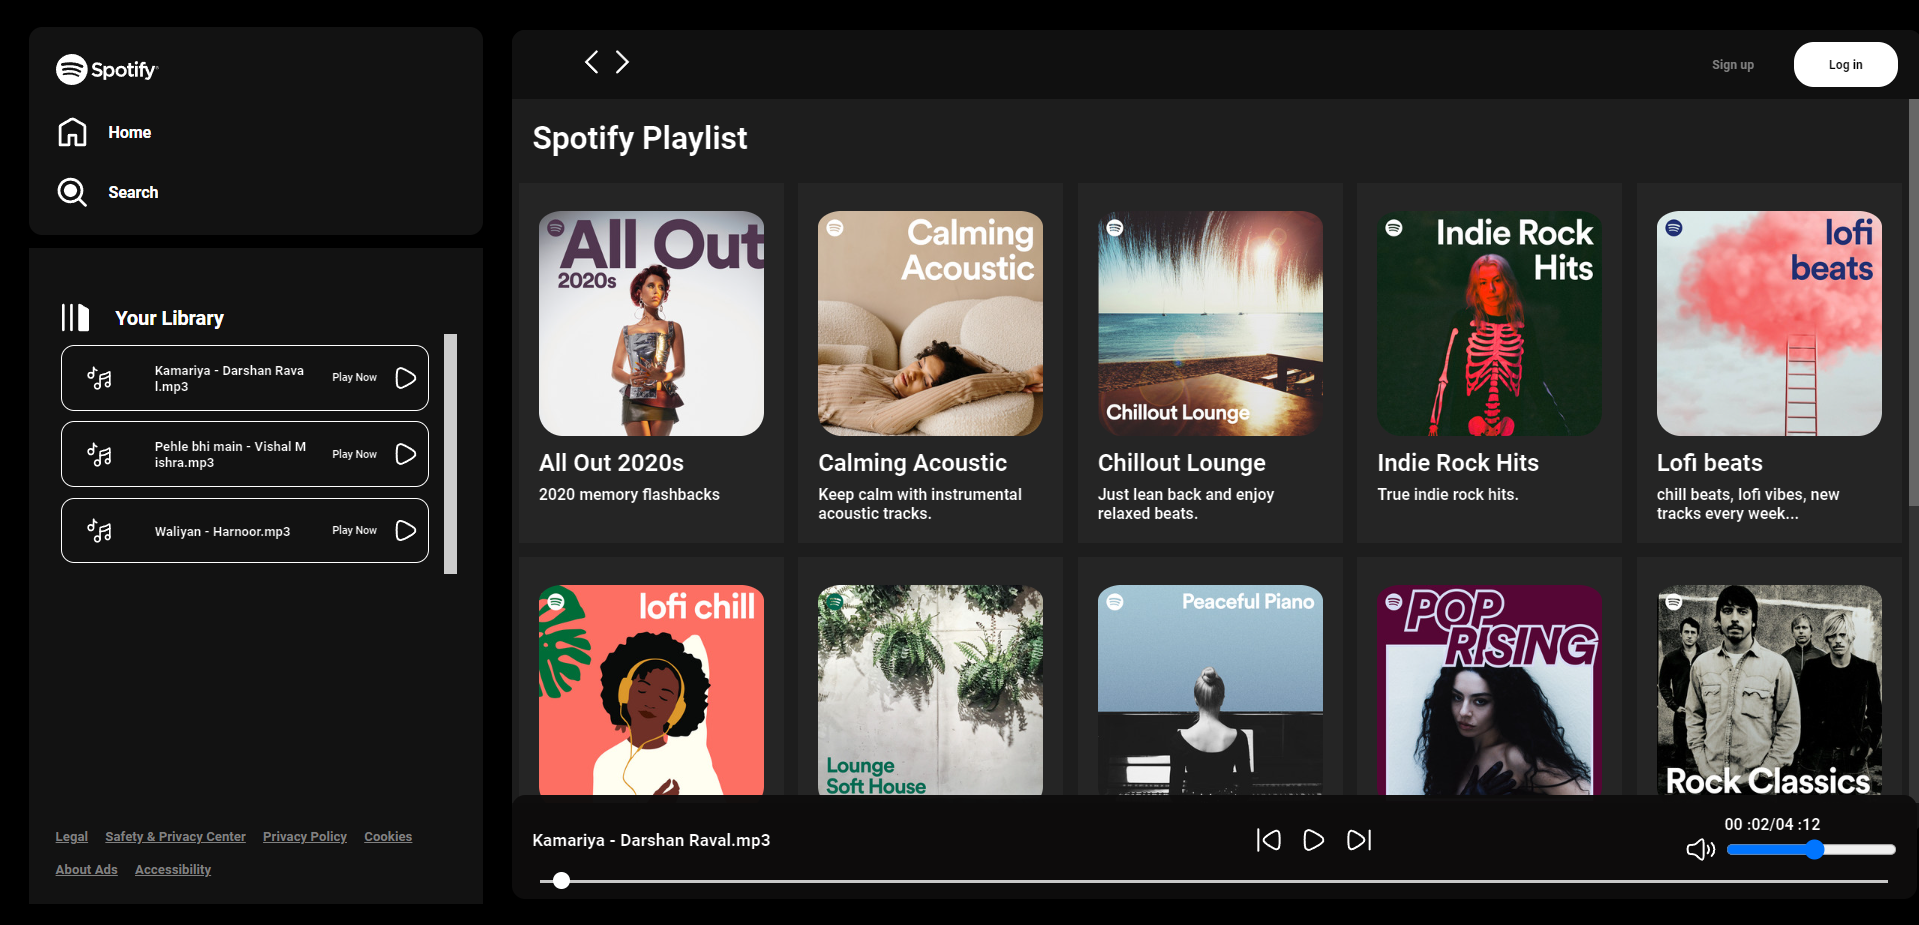 Spotify
Home
Search
Your Library
Kamariya - Darshan Rava
l.mp3
Play Now
Pehle bhi main - Vishal M
ishra.mp3
Play Now
Waliyan - Harnoor.mp3
Play Now
Legal Safety & Privacy Center Privacy Policy Cookies
About Ads Accessibility
Sign up
Log in
Spotify Playlist
All Out
2020s
All Out 2020s
2020 memory flashbacks
Calming
Acoustic
Calming Acoustic
Keep calm with instrumental
acoustic tracks.
Chillout Lounge
Chillout Lounge
Just lean back and enjoy
relaxed beats.
Indie Rock
Hits
Indie Rock Hits
True indie rock hits.
lofi
beats
Lofi beats
chill beats, lofi vibes, new
tracks every week...
lofi chill
Lounge
Soft House
Peaceful Piano
POP
RISING
Rock Classics
Kamariya - Darshan Raval.mp3
00 :02/04 :12